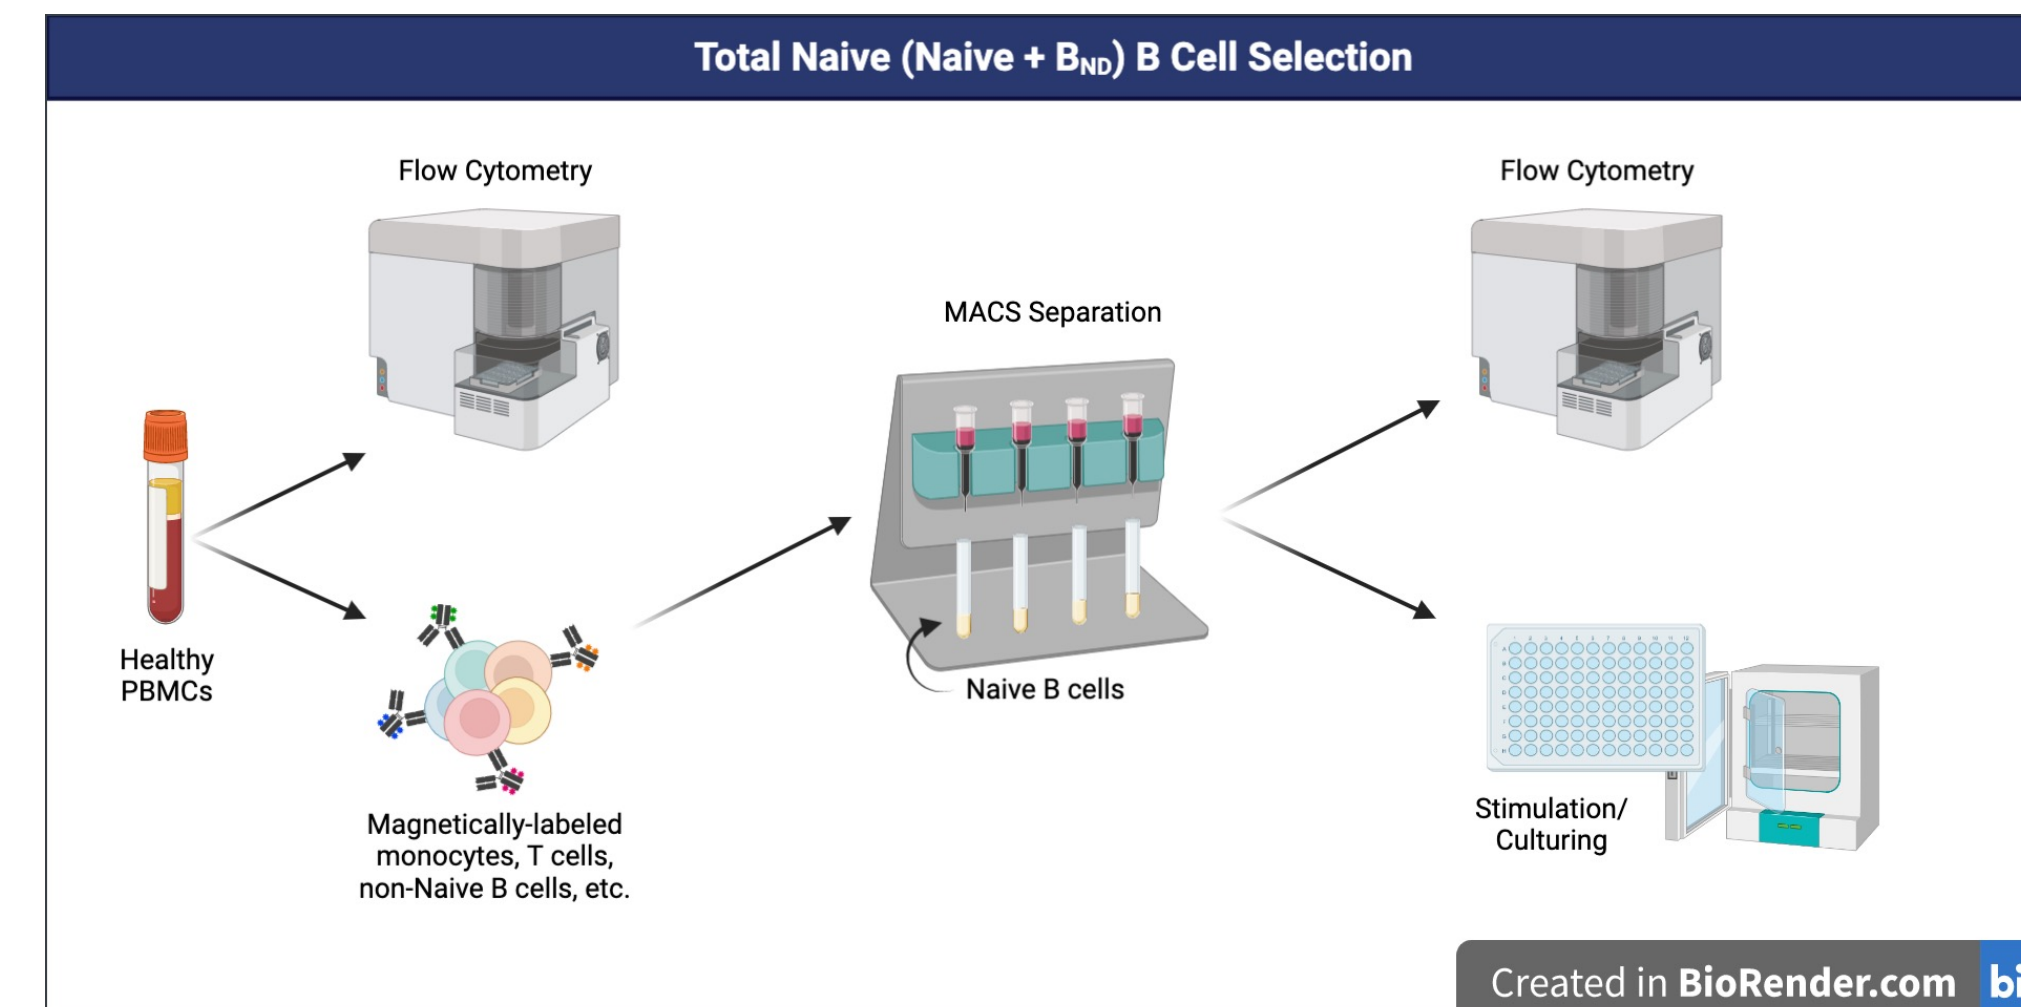 Total Naive (Naive + BND) B Cell Selection
Flow Cytometry
Flow Cytometry
MACS Separation
Healthy
PBMCs
Naive B cells
Magnetically-labeled
monocytes, T cells,
non-Naive B cells, etc.
Stimulation/
Culturing
Created in BioRender.com bi